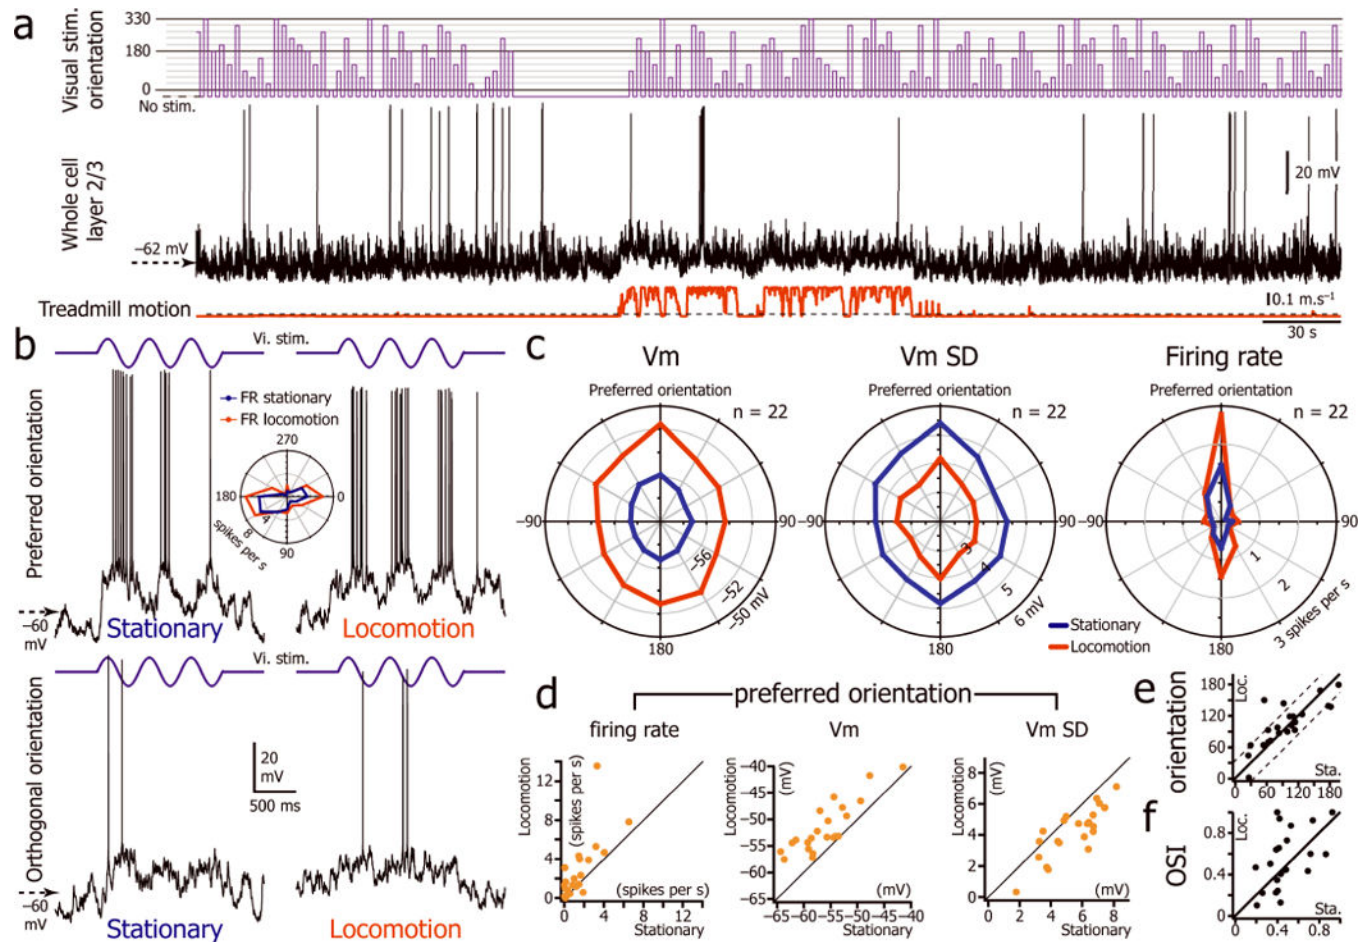 a
Visual stim.
orientation
330
180
0
No stim.
Whole cell
layer 2/3
20 mV
−62 mV
Treadmill motion
0.1 m.s⁻¹
30 s
b
Preferred orientation
Vi. stim.
FR stationary
FR locomotion
270
180
0
90
4
8
spikes per s
−60
mV
Stationary
Locomotion
Orthogonal orientation
Vi. stim.
20
mV
500 ms
−60
mV
Stationary
Locomotion
c
Vm
Preferred orientation
n = 22
−90
90
180
−56
−52
−50 mV
Vm SD
Preferred orientation
n = 22
−90
90
180
3
4
5
6 mV
Firing rate
Preferred orientation
n = 22
−90
90
180
1
2
3 spikes per s
Stationary
Locomotion
d
preferred orientation
firing rate
Locomotion
(spikes per s)
12
8
4
0
0 4 8 12
(spikes per s)
Stationary
Vm
Locomotion
(mV)
−40
−45
−50
−55
−60
−65
−65 −60 −55 −50 −45 −40
(mV)
Stationary
Vm SD
Locomotion
(mV)
8
4
0
0 2 4 6 8
(mV)
Stationary
e
orientation
Loc.
180
120
60
0
Sta.
0 60 120 180
f
OSI
Loc.
0.8
0.4
0
Sta.
0 0.4 0.8